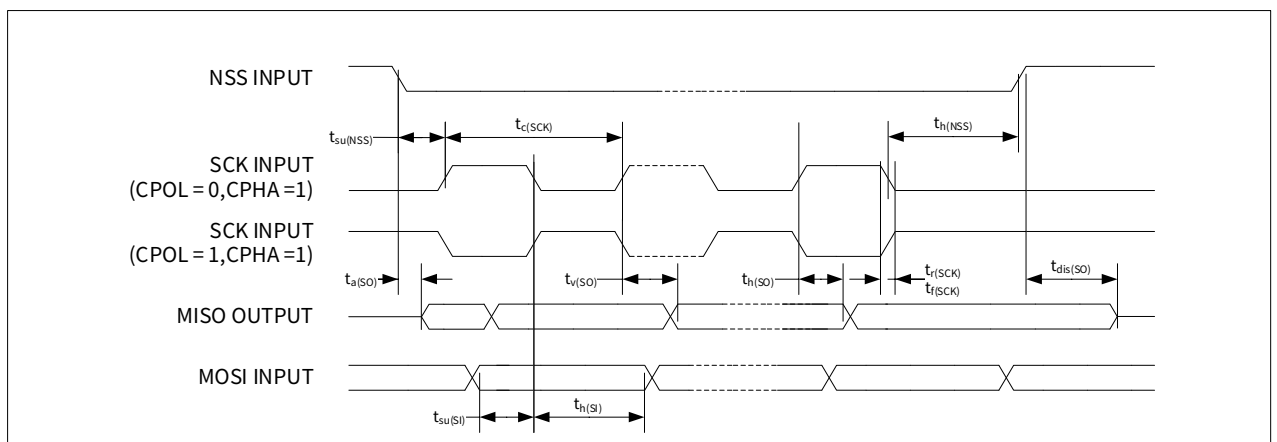 NSS INPUT
tsu(NSS)
tc(SCK)
th(NSS)
SCK INPUT
(CPOL = 0,CPHA =1)
SCK INPUT
(CPOL = 1,CPHA =1)
ta(SO)
tv(SO)
th(SO)
tr(SCK)
tf(SCK)
tdis(SO)
MISO OUTPUT
MOSI INPUT
tsu(SI)
th(SI)